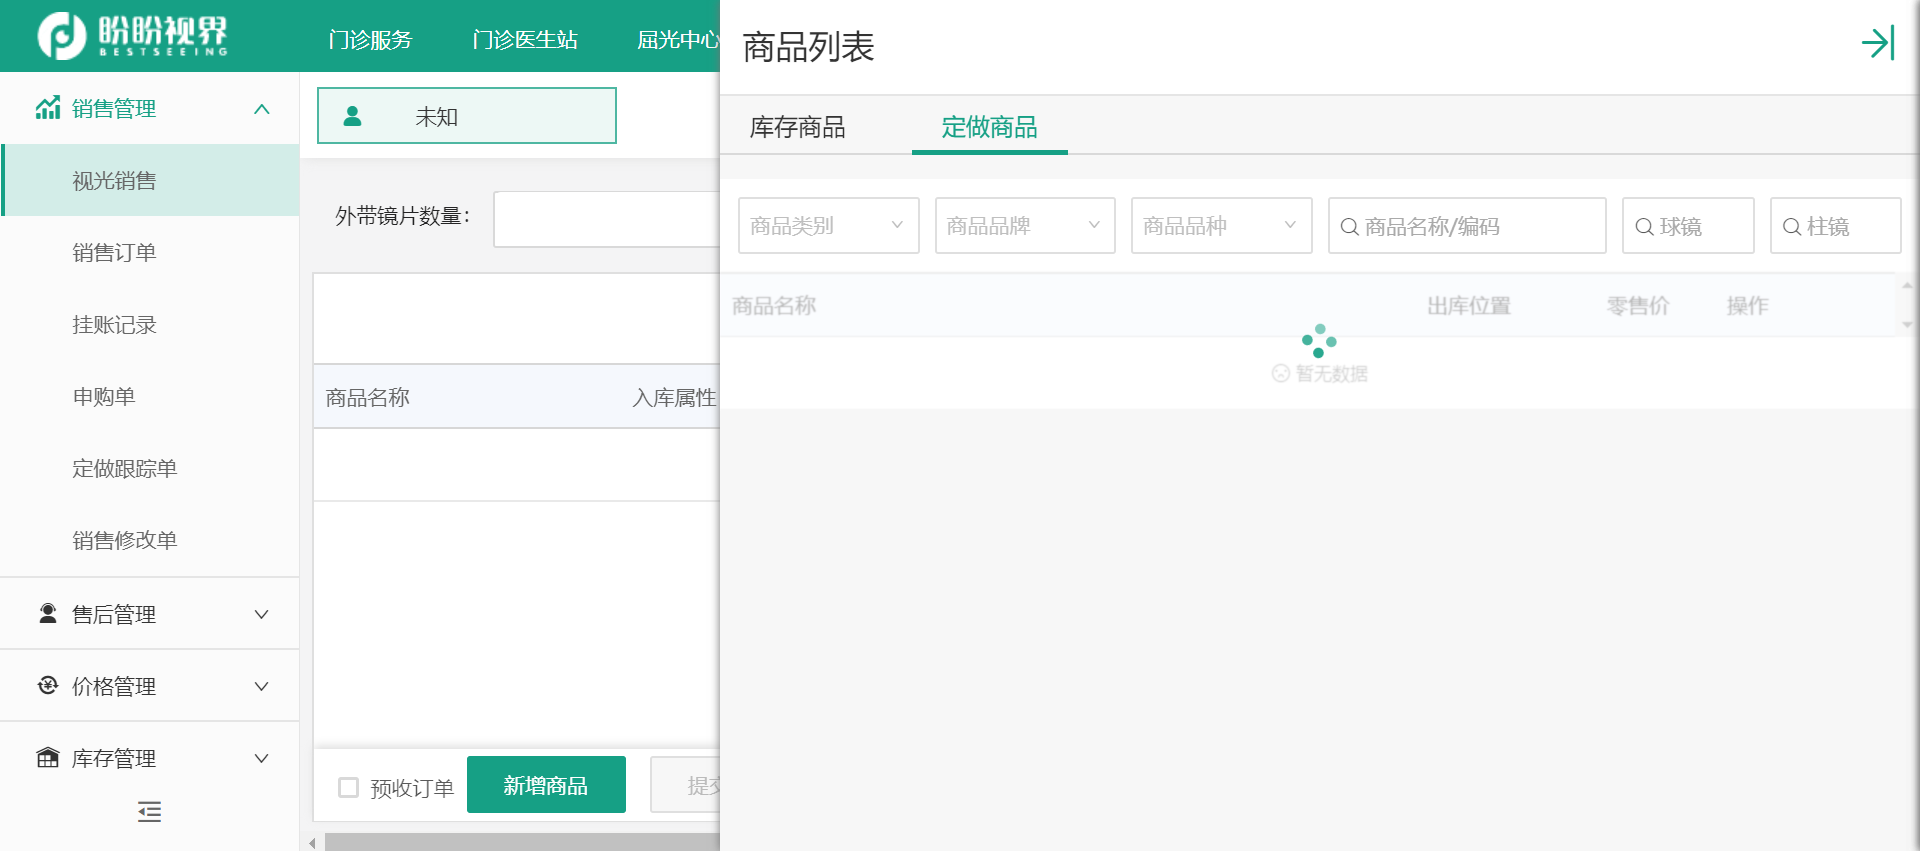 盼盼视界
BESTSEEING
门诊服务
门诊医生站
屈光中心
销售管理
视光销售
销售订单
挂账记录
申购单
定做跟踪单
销售修改单
售后管理
价格管理
库存管理
未知
外带镜片数量：
商品名称
入库属性
预收订单
新增商品
提交
商品列表
库存商品
定做商品
商品类别
商品品牌
商品品种
商品名称/编码
球镜
柱镜
商品名称
出库位置
零售价
操作
暂无数据